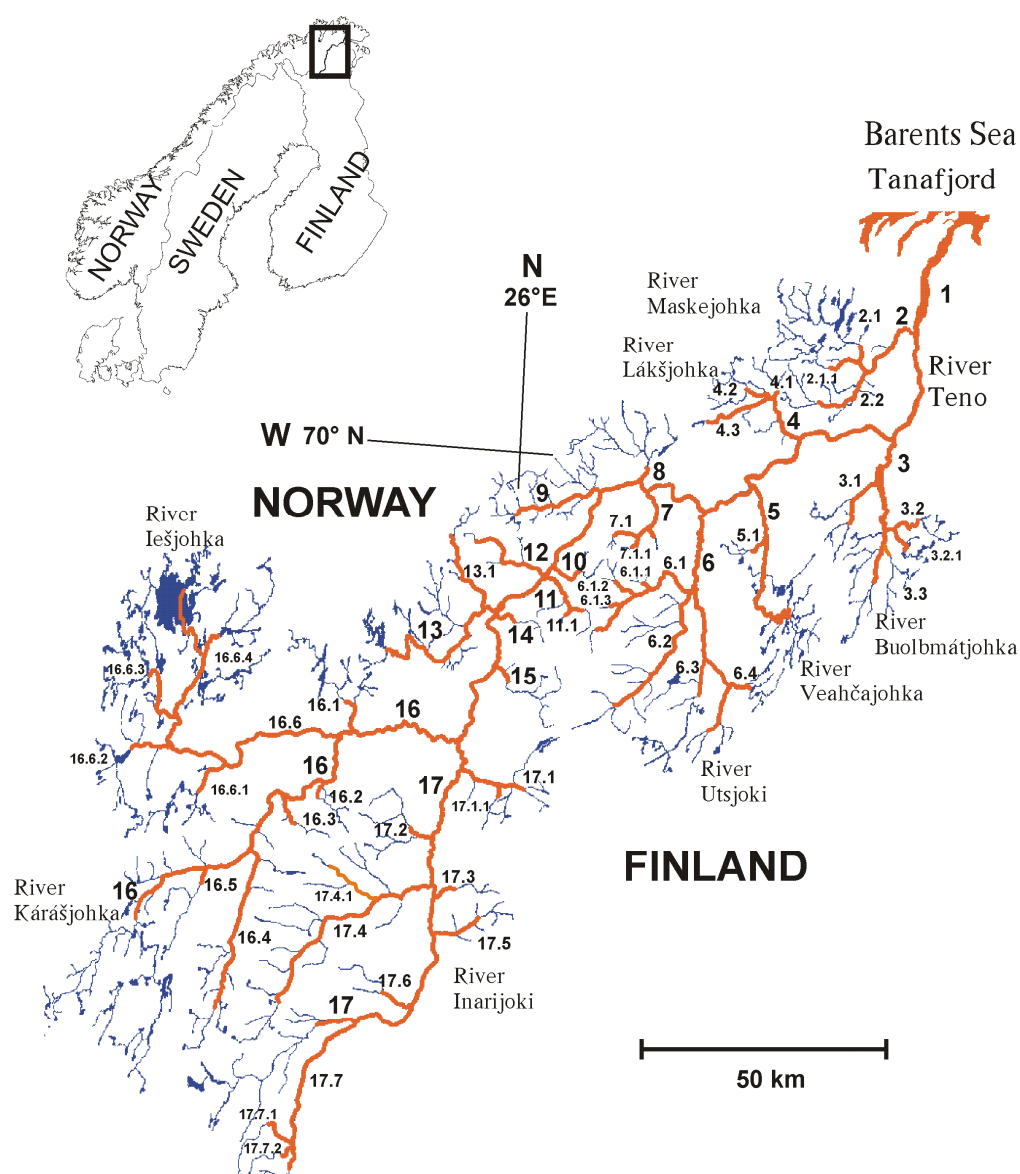 Barents Sea
Tanafjord
NORWAY
SWEDEN
FINLAND
N
26°E
W 70° N
River
Maskejohka
River
Lákšjohka
River
Teno
1
2
2.1
2.1.1
2.2
4.1
4.2
4.3
4
3
3.1
3.2
3.2.1
3.3
5
5.1
8
9
7
7.1
7.1.1
NORWAY
River
Iešjohka
12
10
11
11.1
13.1
13
14
15
6
6.1
6.1.1
6.1.2
6.1.3
6.2
6.3
6.4
River
Buolbmátjohka
River
Veahčajohka
River
Utsjoki
16.6.4
16.6.3
16.1
16.6
16
16.6.2
16.6.1
16
16.2
16.3
17
17.1
17.1.1
17.2
FINLAND
River
Kárášjohka
16
16.5
16.4
17.3
17.4.1
17.4
17.5
River
Inarijoki
17.6
17
17.7
17.7.1
17.7.2
50 km